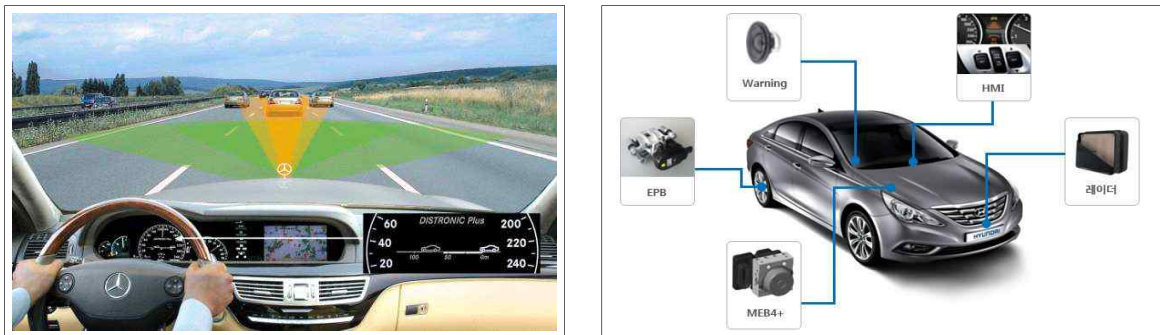 DISTRONIC Plus
60
40
20
200
220
240
100
50
0m
Warning
HMI
EPB
레이더
MEB4+
HYUNDAI